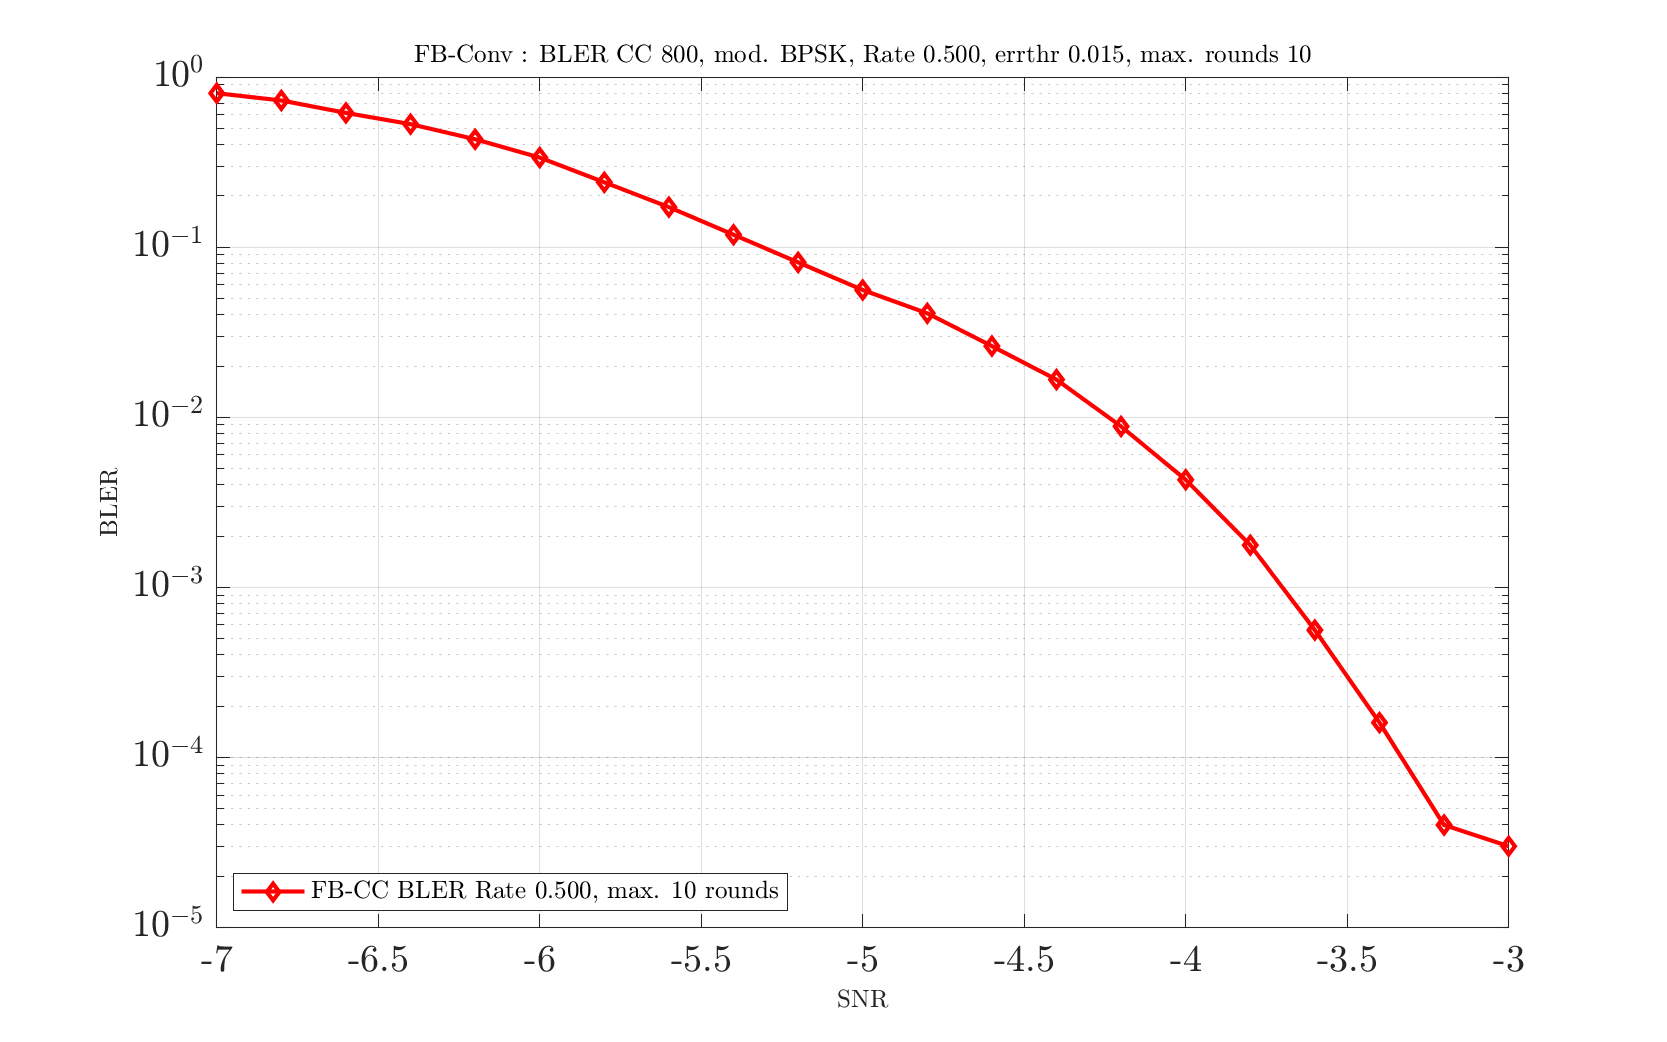 FB-Conv : BLER CC 800, mod. BPSK, Rate 0.500, errthr 0.015, max. rounds 10
10^0
10^−1
10^−2
10^−3
10^−4
10^−5
BLER
FB-CC BLER Rate 0.500, max. 10 rounds
-7 -6.5 -6 -5.5 -5 -4.5 -4 -3.5 -3
SNR